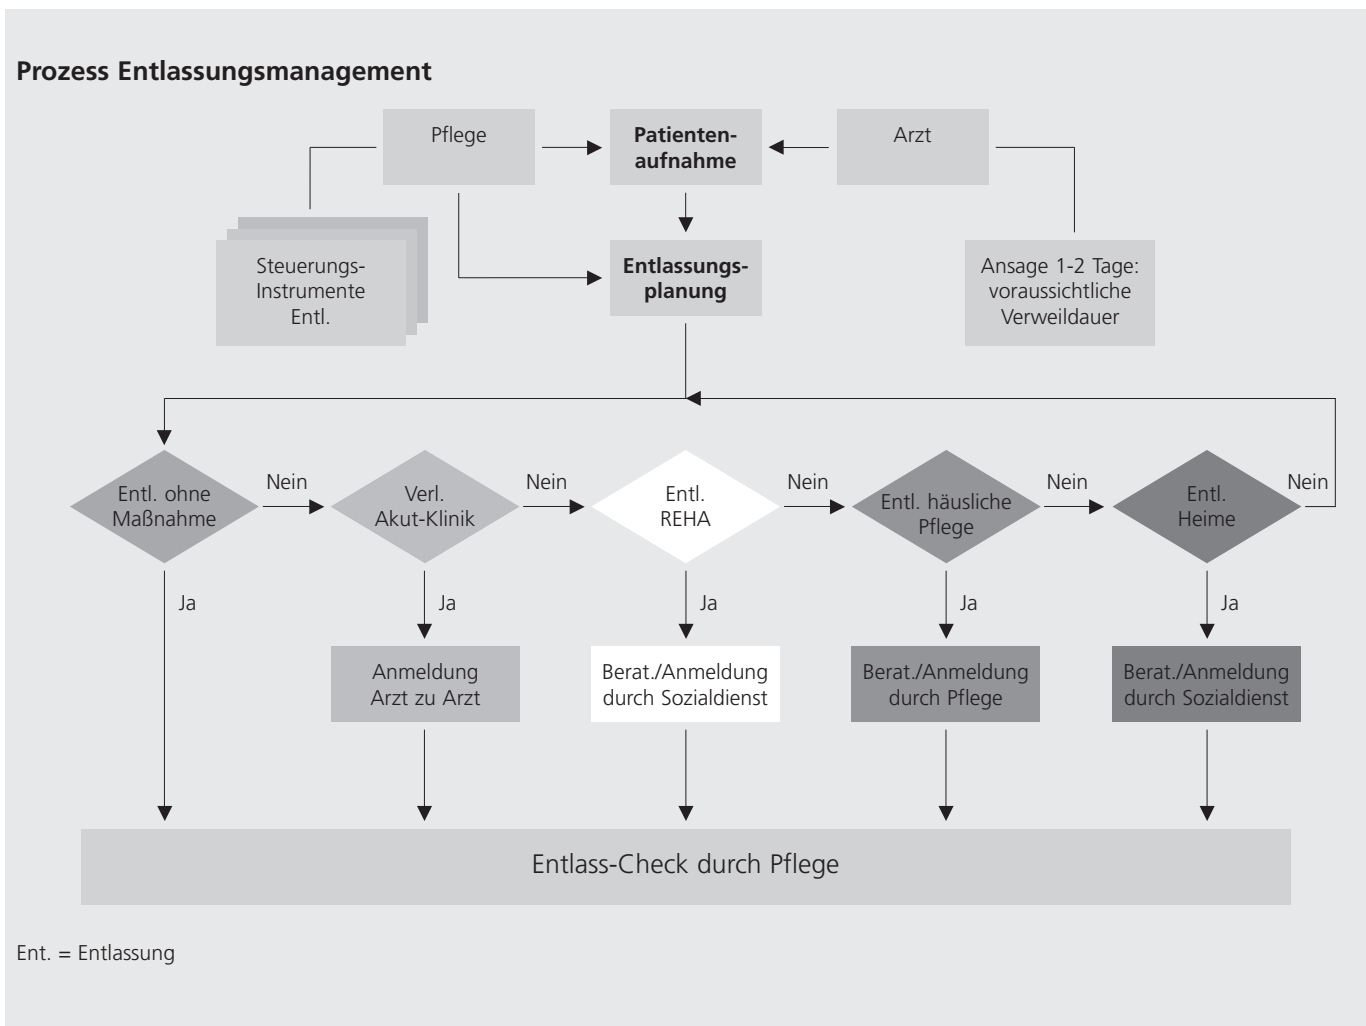 Prozess Entlassungsmanagement
Pflege
Patienten-
aufnahme
Arzt
Steuerungs-
Instrumente
Entl.
Entlassungs-
planung
Ansage 1-2 Tage:
voraussichtliche
Verweildauer
Entl. ohne
Maßnahme
Nein
Verl.
Akut-Klinik
Nein
Entl.
REHA
Nein
Entl. häusliche
Pflege
Nein
Entl.
Heime
Nein
Ja
Ja
Ja
Ja
Ja
Anmeldung
Arzt zu Arzt
Berat./Anmeldung
durch Sozialdienst
Berat./Anmeldung
durch Pflege
Berat./Anmeldung
durch Sozialdienst
Entlass-Check durch Pflege
Ent. = Entlassung